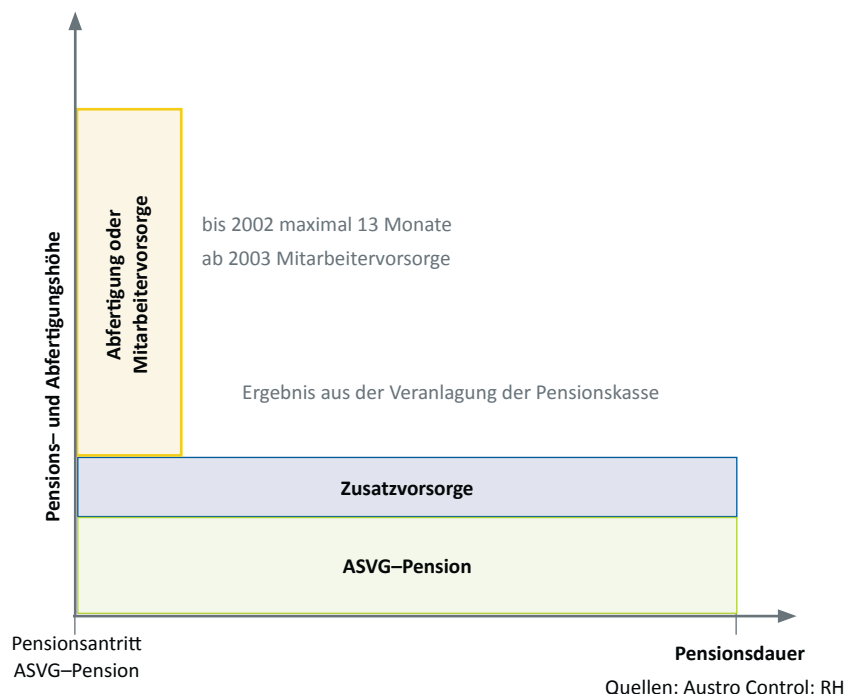 Pensions– und Abfertigungshöhe
Abfertigung oder
Mitarbeitervorsorge
bis 2002 maximal 13 Monate
ab 2003 Mitarbeitervorsorge
Ergebnis aus der Veranlagung der Pensionskasse
Zusatzvorsorge
ASVG–Pension
Pensionsantritt
ASVG–Pension
Pensionsdauer
Quellen: Austro Control; RH